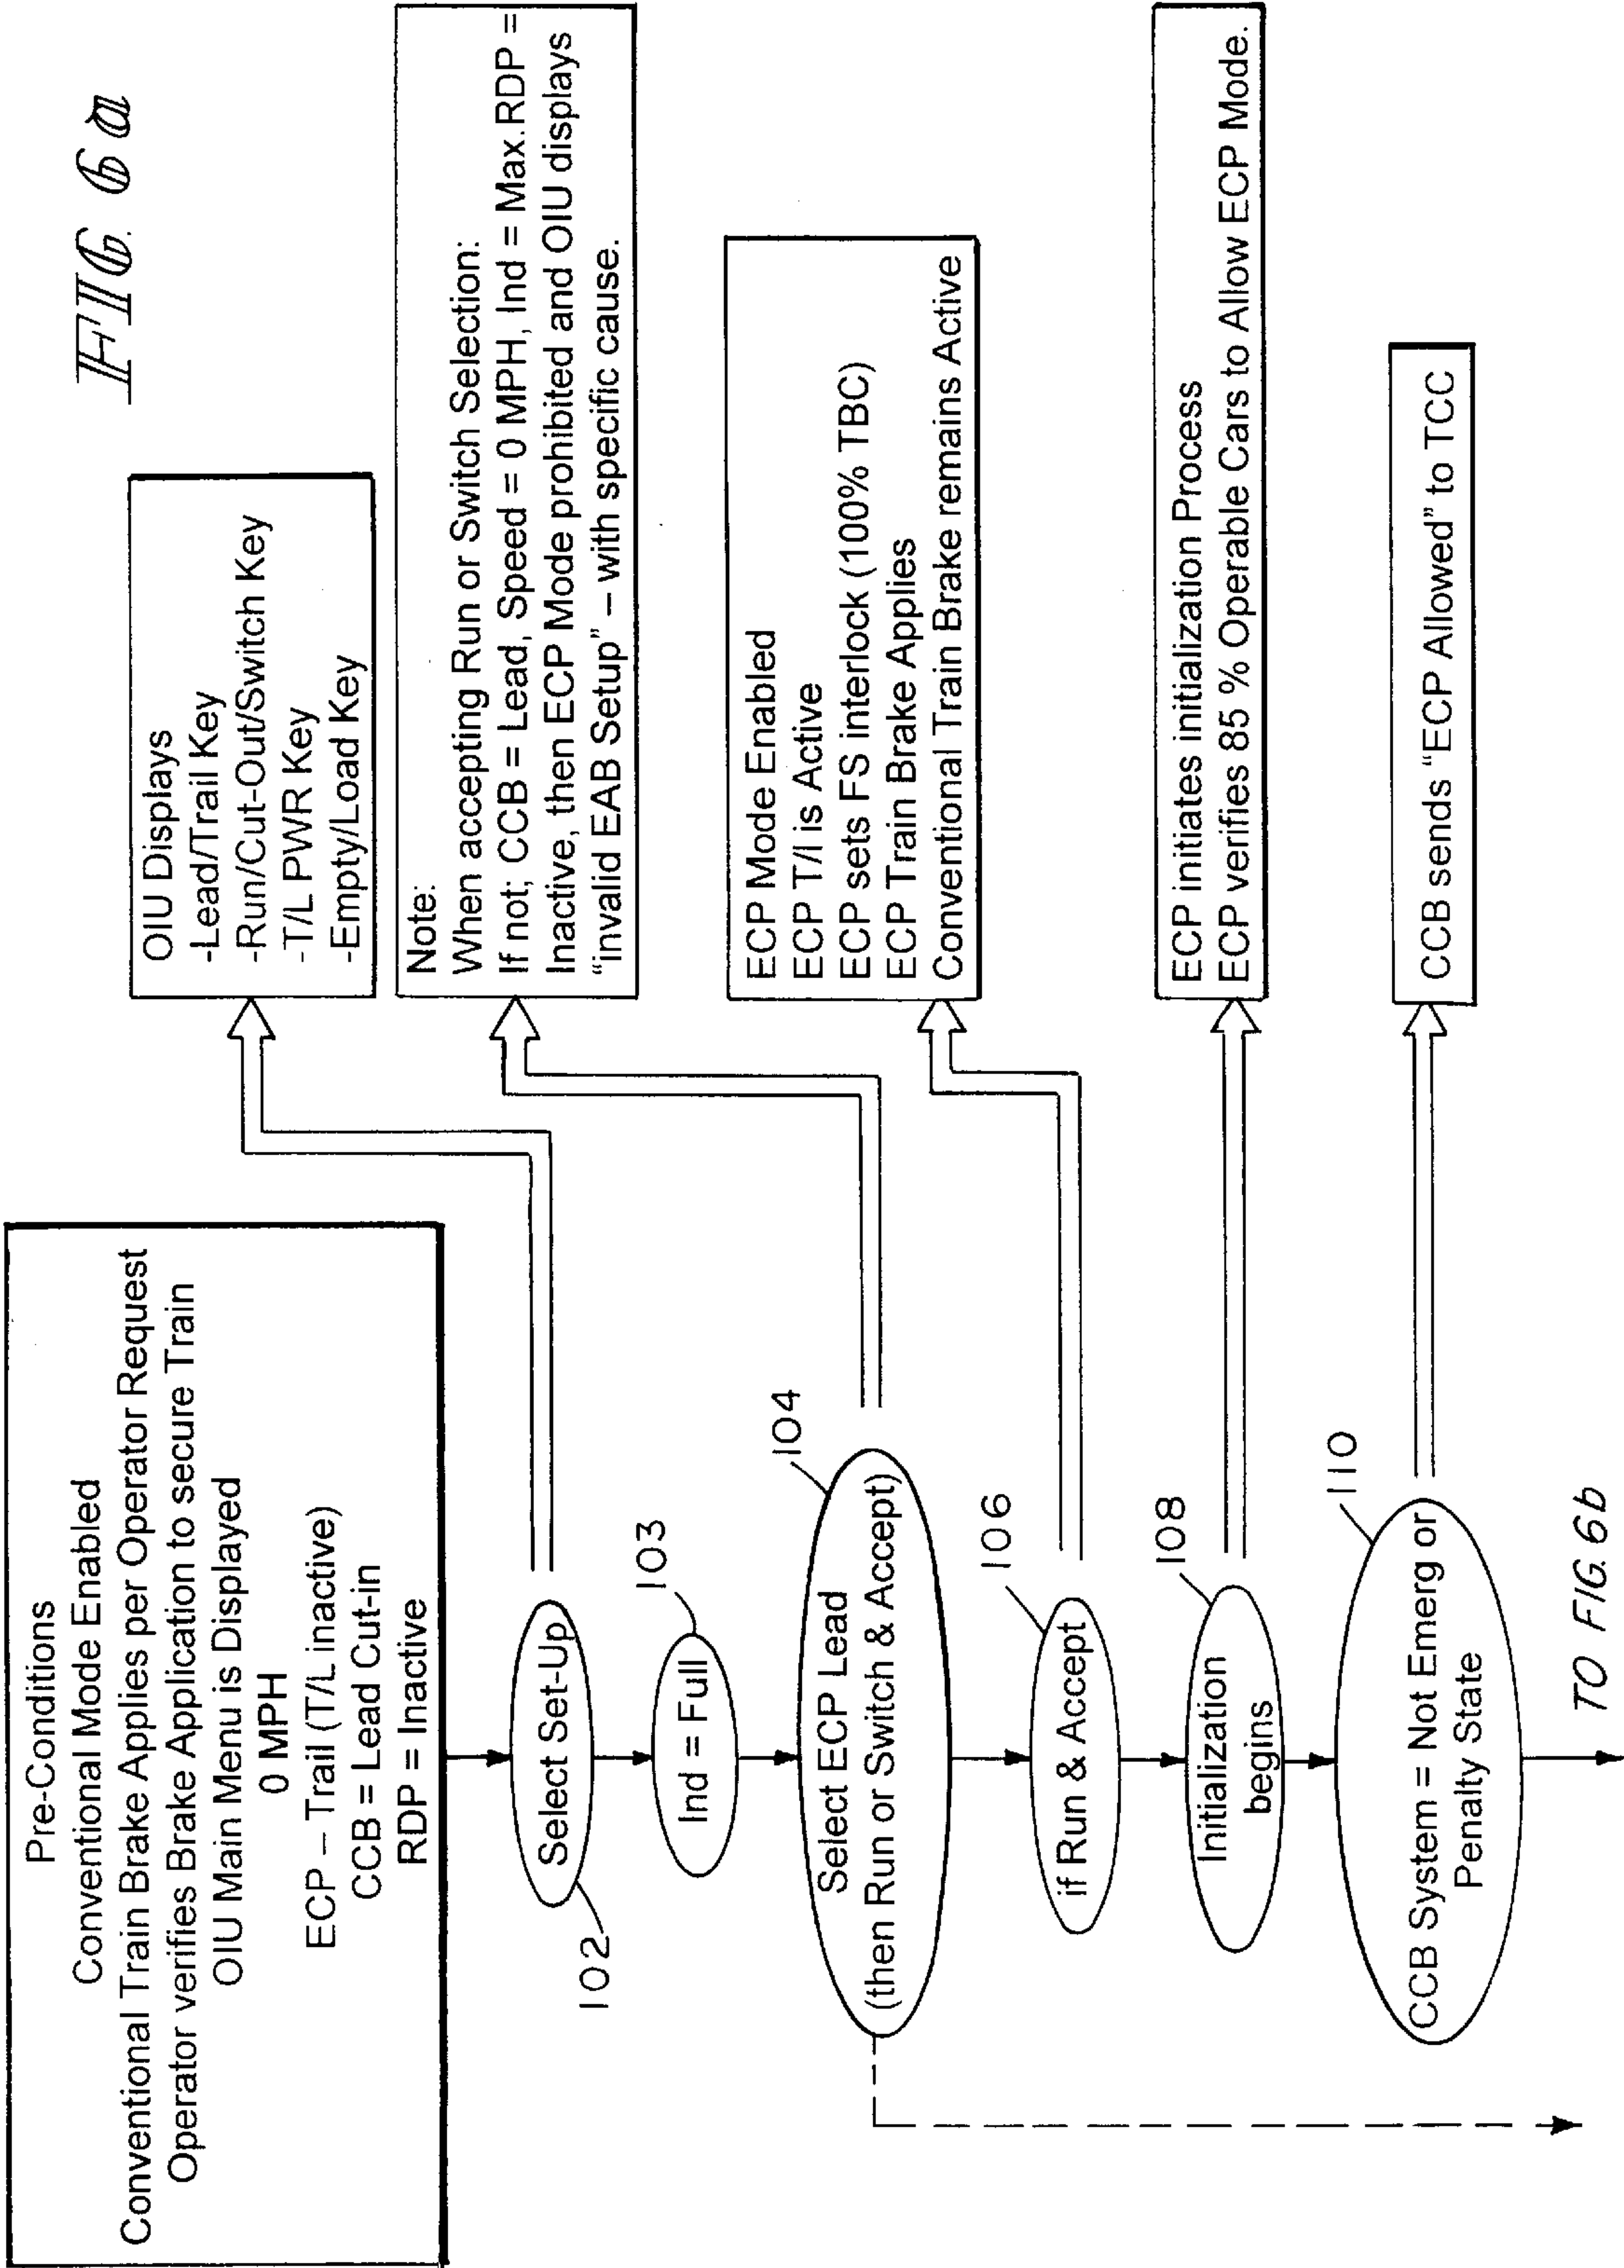 FIG. 6a
Pre-Conditions
Conventional Mode Enabled
Conventional Train Brake Applies per Operator Request
Operator verifies Brake Application to secure Train
OIU Main Menu is Displayed
0 MPH
ECP – Trail (T/L inactive)
CCB = Lead Cut-in
RDP = Inactive
Select Set-Up
102
OIU Displays
-Lead/Trail Key
-Run/Cut-Out/Switch Key
-T/L PWR Key
-Empty/Load Key
Ind = Full
103
Select ECP Lead
(then Run or Switch & Accept)
104
Note:
When accepting Run or Switch Selection:
If not; CCB = Lead, Speed = 0 MPH, Ind = Max.RDP =
Inactive, then ECP Mode prohibited and OIU displays
“invalid EAB Setup” – with specific cause.
if Run & Accept
106
ECP Mode Enabled
ECP T/l is Active
ECP sets FS interlock (100% TBC)
ECP Train Brake Applies
Conventional Train Brake remains Active
Initialization
begins
108
ECP initiates initialization Process
ECP verifies 85 % Operable Cars to Allow ECP Mode.
CCB System = Not Emerg or
Penalty State
110
CCB sends “ECP Allowed” to TCC
TO FIG. 6b